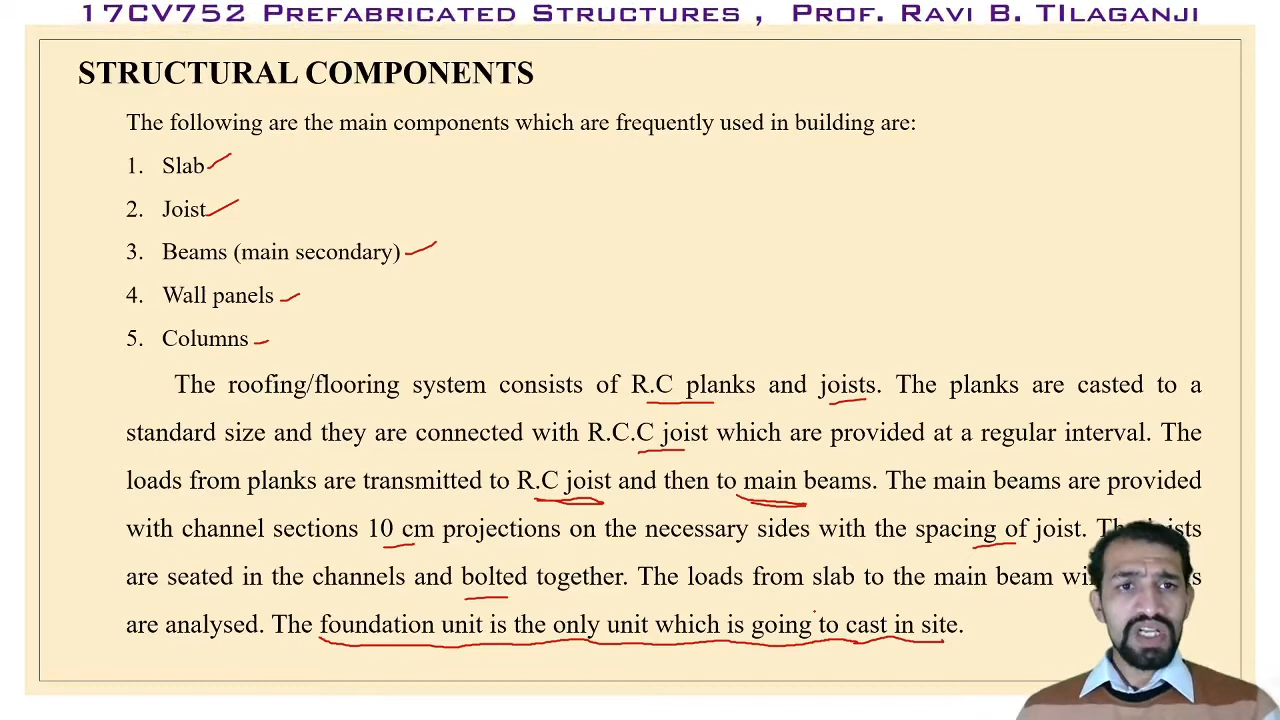 17CV752 PREFABRICATED STRUCTURES , PROF. RAVI B. TILAGANJI
STRUCTURAL COMPONENTS
The following are the main components which are frequently used in building are:
1. Slab
2. Joist
3. Beams (main secondary)
4. Wall panels
5. Columns
The roofing/flooring system consists of R.C planks and joists. The planks are casted to a
standard size and they are connected with R.C.C joist which are provided at a regular interval. The
loads from planks are transmitted to R.C joist and then to main beams. The main beams are provided
with channel sections 10 cm projections on the necessary sides with the spacing of joist. The joists
are seated in the channels and bolted together. The loads from slab to the main beam
are analysed. The foundation unit is the only unit which is going to cast in site.